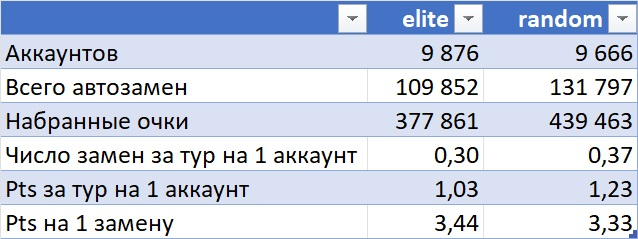 elite random
Аккаунтов 9 876 9 666
Всего автозамен 109 852 131 797
Набранные очки 377 861 439 463
Число замен за тур на 1 аккаунт 0,30 0,37
Pts за тур на 1 аккаунт 1,03 1,23
Pts на 1 замену 3,44 3,33